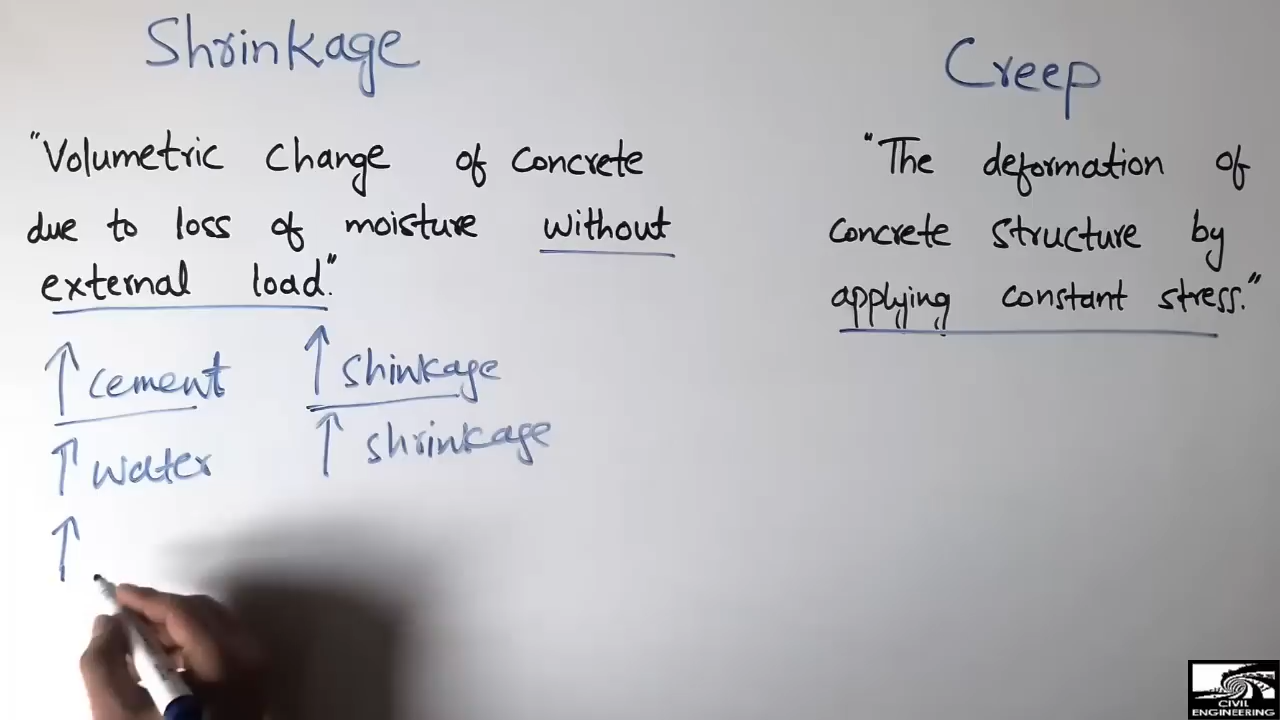 Shrinkage
"Volumetric change of concrete
due to loss of moisture without
external load."
↑ cement ↑ shinkage
↑ water ↑ shrinkage
↑
Creep
"The deformation of
concrete structure by
applying constant stress."
CIVIL
ENGINEERING